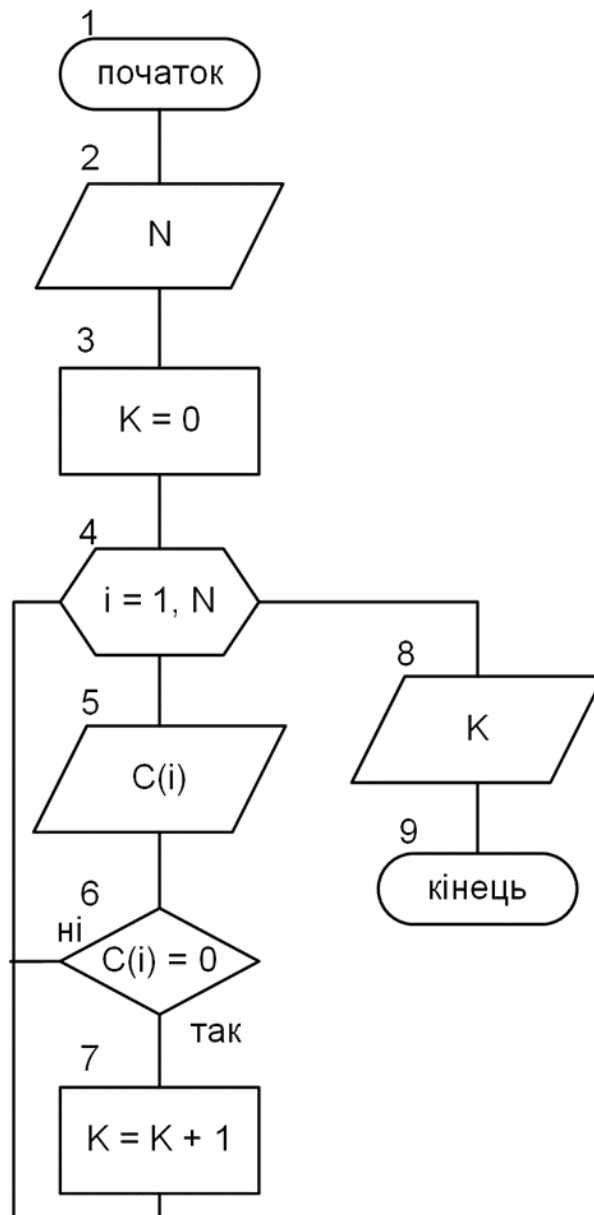 1
початок
2
N
3
K = 0
4
i = 1, N
5
C(i)
6
ні
C(i) = 0
так
7
K = K + 1
8
K
9
кінець